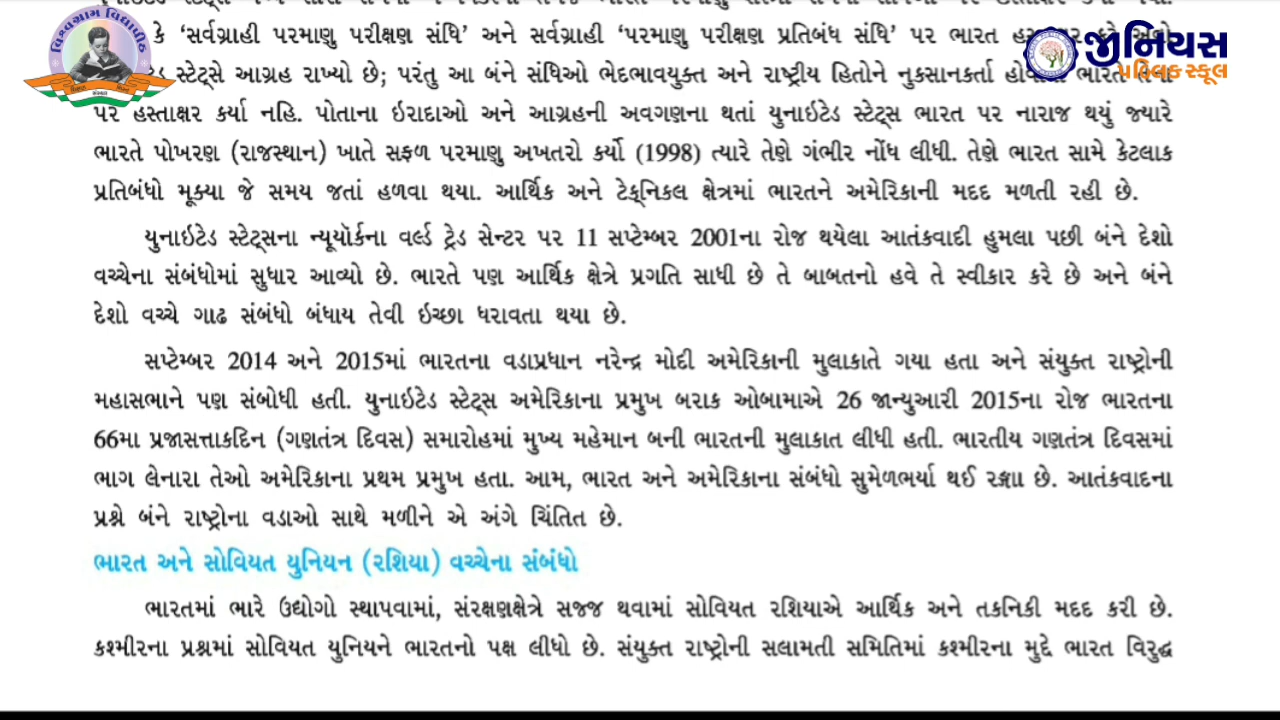 વિશ્વગ્રામ વિદ્યાપીઠ
જીનિયસ
પબ્લિક સ્કૂલ
કે ‘સર્વગ્રાહી પરમાણુ પરીક્ષણ સંધિ’ અને સર્વગ્રાહી ‘પરમાણુ પરીક્ષણ પ્રતિબંધ સંધિ’ પર ભારત
સ્ટેટ્સે આગ્રહ રાખ્યો છે; પરંતુ આ બંને સંધિઓ ભેદભાવયુક્ત અને રાષ્ટ્રીય હિતોને નુકસાનકર્તા
પર હસ્તાક્ષર કર્યા નહિ. પોતાના ઇરાદાઓ અને આગ્રહની અવગણના થતાં યુનાઇટેડ સ્ટેટ્સ ભારત પર નારાજ થયું જ્યારે
ભારતે પોખરણ (રાજસ્થાન) ખાતે સફળ પરમાણુ અખતરો કર્યો (1998) ત્યારે તેણે ગંભીર નોંધ લીધી. તેણે ભારત સામે કેટલાક
પ્રતિબંધો મૂક્યા જે સમય જતાં હળવા થયા. આર્થિક અને ટેક્નિકલ ક્ષેત્રમાં ભારતને અમેરિકાની મદદ મળતી રહી છે.
યુનાઇટેડ સ્ટેટ્સના ન્યૂયૉર્કના વર્લ્ડ ટ્રેડ સેન્ટર પર 11 સપ્ટેમ્બર 2001ના રોજ થયેલા આતંકવાદી હુમલા પછી બંને દેશો
વચ્ચેના સંબંધોમાં સુધાર આવ્યો છે. ભારતે પણ આર્થિક ક્ષેત્રે પ્રગતિ સાધી છે તે બાબતનો હવે તે સ્વીકાર કરે છે અને બંને
દેશો વચ્ચે ગાઢ સંબંધો બંધાય તેવી ઇચ્છા ધરાવતા થયા છે.
સપ્ટેમ્બર 2014 અને 2015માં ભારતના વડાપ્રધાન નરેન્દ્ર મોદી અમેરિકાની મુલાકાતે ગયા હતા અને સંયુક્ત રાષ્ટ્રોની
મહાસભાને પણ સંબોધી હતી. યુનાઇટેડ સ્ટેટ્સ અમેરિકાના પ્રમુખ બરાક ઓબામાએ 26 જાન્યુઆરી 2015ના રોજ ભારતના
66મા પ્રજાસત્તાકદિન (ગણતંત્ર દિવસ) સમારોહમાં મુખ્ય મહેમાન બની ભારતની મુલાકાત લીધી હતી. ભારતીય ગણતંત્ર દિવસમાં
ભાગ લેનારા તેઓ અમેરિકાના પ્રથમ પ્રમુખ હતા. આમ, ભારત અને અમેરિકાના સંબંધો સુમેળભર્યા થઈ રહ્યા છે. આતંકવાદના
પ્રશ્ને બંને રાષ્ટ્રોના વડાઓ સાથે મળીને એ અંગે ચિંતિત છે.
ભારત અને સોવિયત યુનિયન (રશિયા) વચ્ચેના સંબંધો
ભારતમાં ભારે ઉદ્યોગો સ્થાપવામાં, સંરક્ષણક્ષેત્રે સજ્જ થવામાં સોવિયત રશિયાએ આર્થિક અને તકનિકી મદદ કરી છે.
કશ્મીરના પ્રશ્નમાં સોવિયત યુનિયને ભારતનો પક્ષ લીધો છે. સંયુક્ત રાષ્ટ્રોની સલામતી સમિતિમાં કશ્મીરના મુદ્દે ભારત વિરુદ્ધ